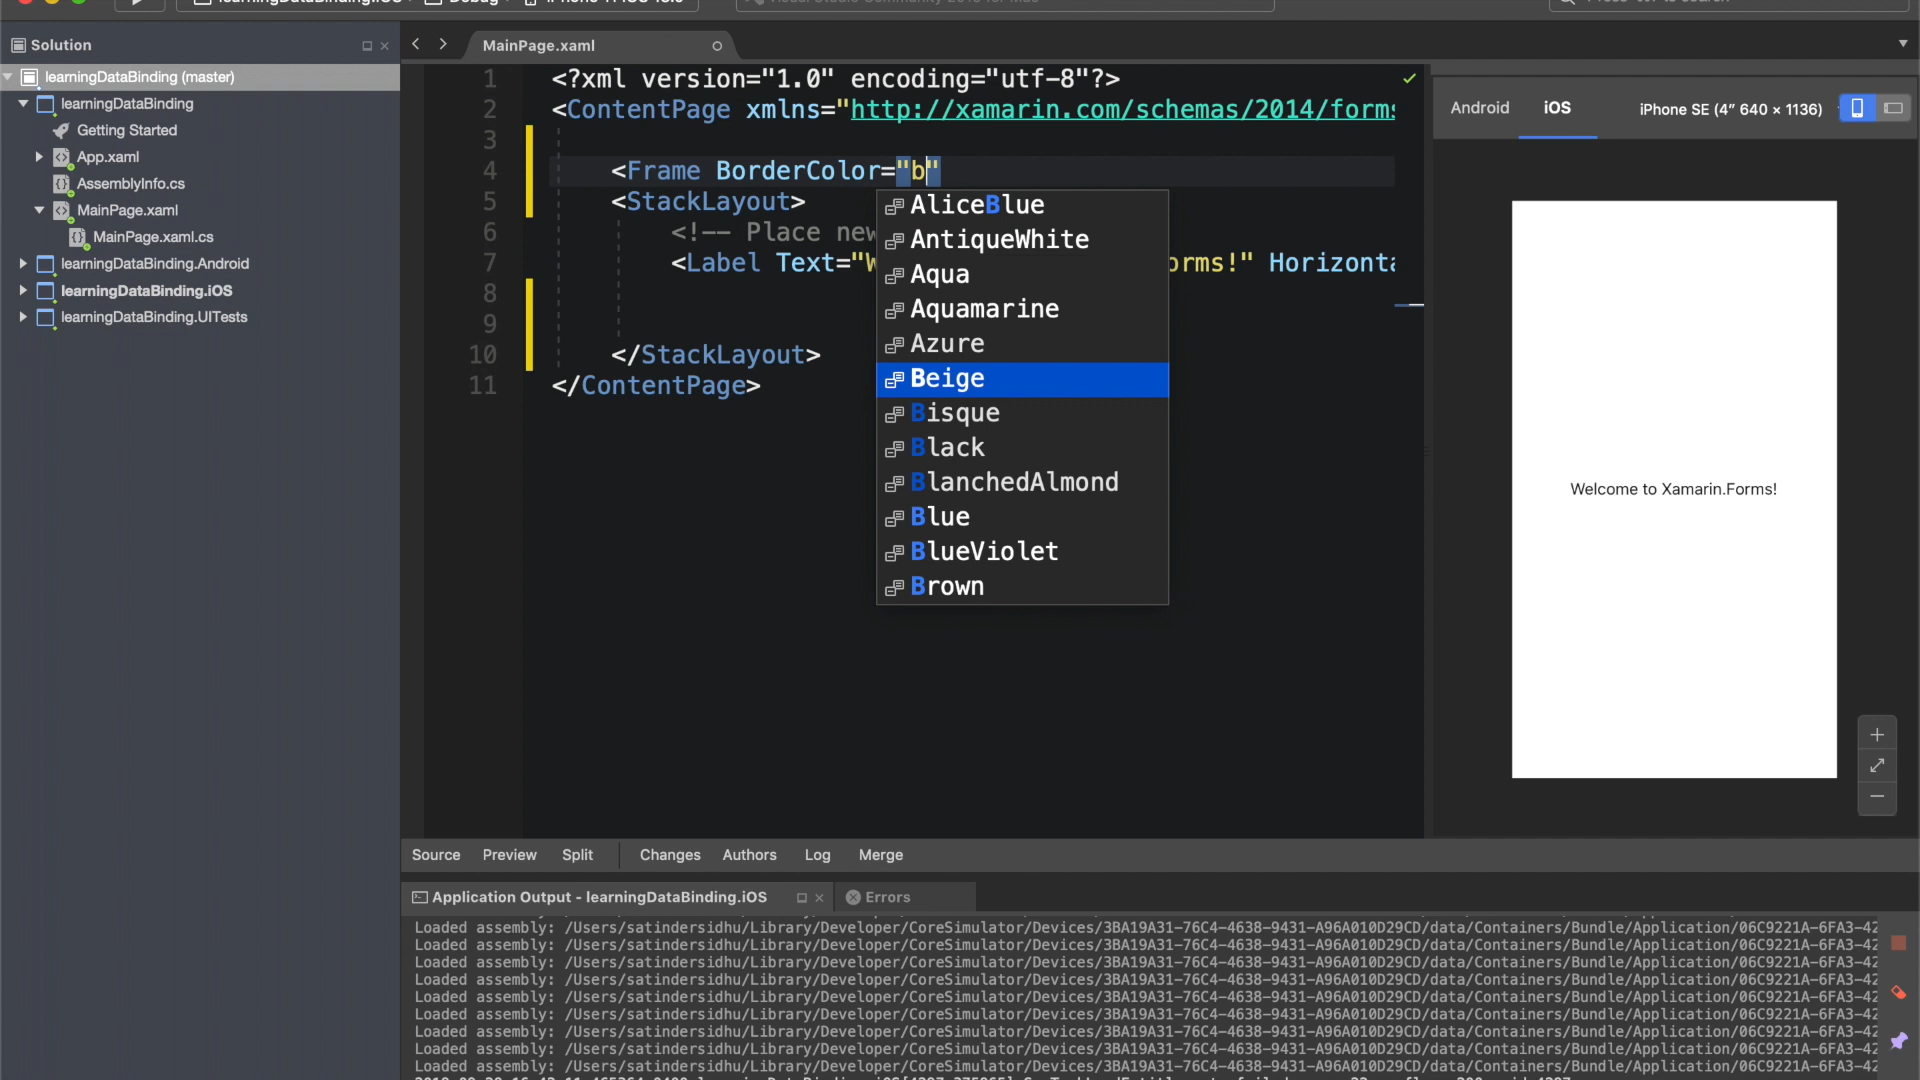 Solution
learningDataBinding (master)
learningDataBinding
Getting Started
App.xaml
AssemblyInfo.cs
MainPage.xaml
MainPage.xaml.cs
learningDataBinding.Android
learningDataBinding.iOS
learningDataBinding.UITests
MainPage.xaml
1 <?xml version="1.0" encoding="utf-8"?>
2 <ContentPage xmlns="http://xamarin.com/schemas/2014/forms
3
4 <Frame BorderColor="b"
5 <StackLayout>
6 <!-- Place new
7 <Label Text="W orms!" Horizonta
8
9
10 </StackLayout>
11 </ContentPage>
AliceBlue
AntiqueWhite
Aqua
Aquamarine
Azure
Beige
Bisque
Black
BlanchedAlmond
Blue
BlueViolet
Brown
Android iOS iPhone SE (4” 640 × 1136)
Welcome to Xamarin.Forms!
Source Preview Split Changes Authors Log Merge
Application Output - learningDataBinding.iOS Errors
Loaded assembly: /Users/satindersidhu/Library/Developer/CoreSimulator/Devices/3BA19A31-76C4-4638-9431-A96A010D29CD/data/Containers/Bundle/Application/06C9221A-6FA3-42
Loaded assembly: /Users/satindersidhu/Library/Developer/CoreSimulator/Devices/3BA19A31-76C4-4638-9431-A96A010D29CD/data/Containers/Bundle/Application/06C9221A-6FA3-42
Loaded assembly: /Users/satindersidhu/Library/Developer/CoreSimulator/Devices/3BA19A31-76C4-4638-9431-A96A010D29CD/data/Containers/Bundle/Application/06C9221A-6FA3-42
Loaded assembly: /Users/satindersidhu/Library/Developer/CoreSimulator/Devices/3BA19A31-76C4-4638-9431-A96A010D29CD/data/Containers/Bundle/Application/06C9221A-6FA3-42
Loaded assembly: /Users/satindersidhu/Library/Developer/CoreSimulator/Devices/3BA19A31-76C4-4638-9431-A96A010D29CD/data/Containers/Bundle/Application/06C9221A-6FA3-42
Loaded assembly: /Users/satindersidhu/Library/Developer/CoreSimulator/Devices/3BA19A31-76C4-4638-9431-A96A010D29CD/data/Containers/Bundle/Application/06C9221A-6FA3-42
Loaded assembly: /Users/satindersidhu/Library/Developer/CoreSimulator/Devices/3BA19A31-76C4-4638-9431-A96A010D29CD/data/Containers/Bundle/Application/06C9221A-6FA3-42
Loaded assembly: /Users/satindersidhu/Library/Developer/CoreSimulator/Devices/3BA19A31-76C4-4638-9431-A96A010D29CD/data/Containers/Bundle/Application/06C9221A-6FA3-42
Loaded assembly: /Users/satindersidhu/Library/Developer/CoreSimulator/Devices/3BA19A31-76C4-4638-9431-A96A010D29CD/data/Containers/Bundle/Application/06C9221A-6FA3-42